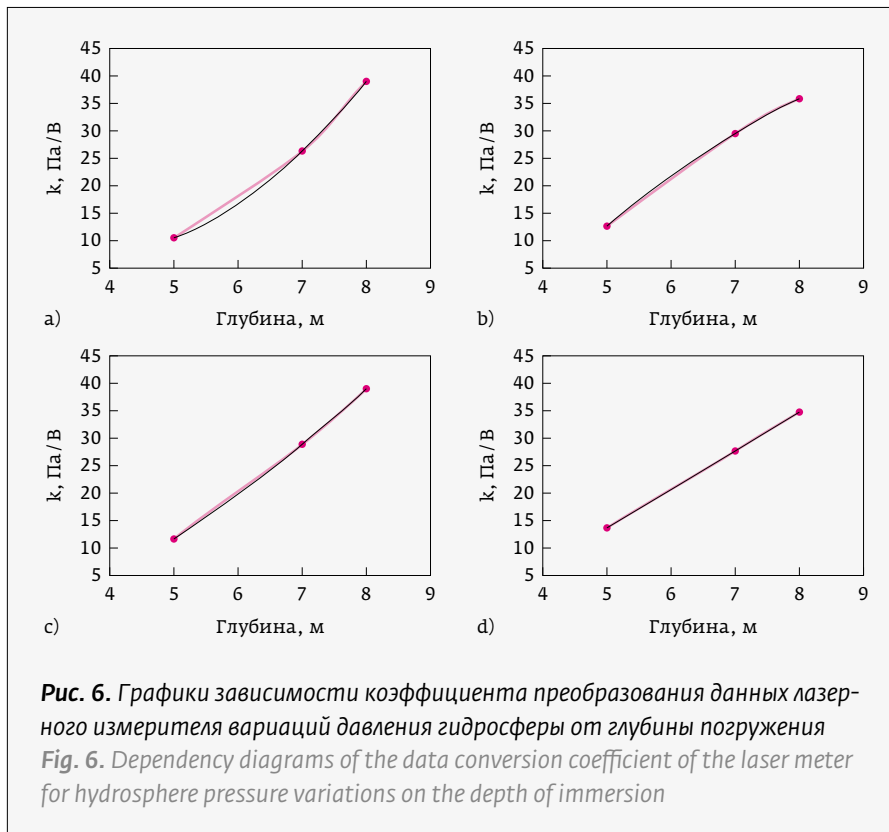 45
40
35
30
25
20
15
10
5
k, Па/В
4 5 6 7 8 9
a) Глубина, м
45
40
35
30
25
20
15
10
5
k, Па/В
4 5 6 7 8 9
b) Глубина, м
45
40
35
30
25
20
15
10
5
k, Па/В
4 5 6 7 8 9
c) Глубина, м
45
40
35
30
25
20
15
10
5
k, Па/В
4 5 6 7 8 9
d) Глубина, м
Рис. 6. Графики зависимости коэффициента преобразования данных лазер-
ного измерителя вариаций давления гидросферы от глубины погружения
Fig. 6. Dependency diagrams of the data conversion coefficient of the laser meter
for hydrosphere pressure variations on the depth of immersion